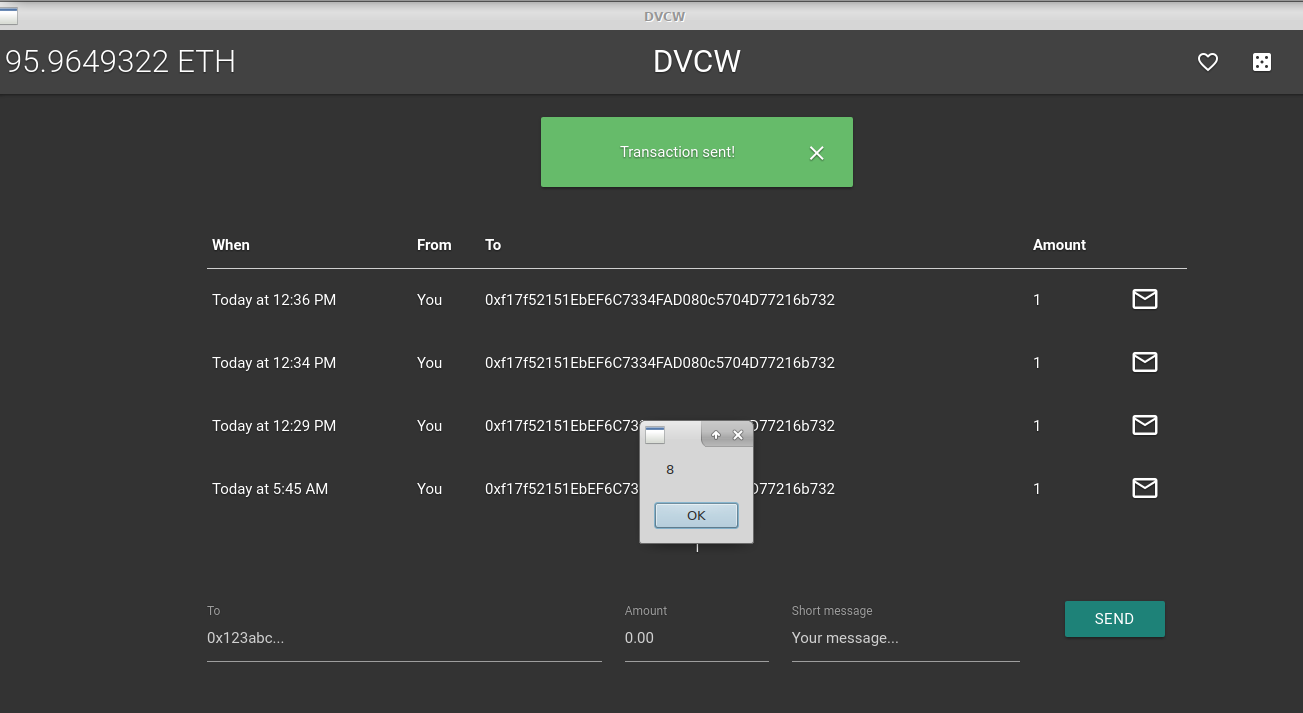 DVCW
95.9649322 ETH DVCW
Transaction sent!
When From To Amount
Today at 12:36 PM You 0xf17f52151EbEF6C7334FAD080c5704D77216b732 1
Today at 12:34 PM You 0xf17f52151EbEF6C7334FAD080c5704D77216b732 1
Today at 12:29 PM You 0xf17f52151EbEF6C73 D77216b732 1
Today at 5:45 AM You 0xf17f52151EbEF6C73 D77216b732 1
8
OK
To Amount Short message
0x123abc... 0.00 Your message...
SEND